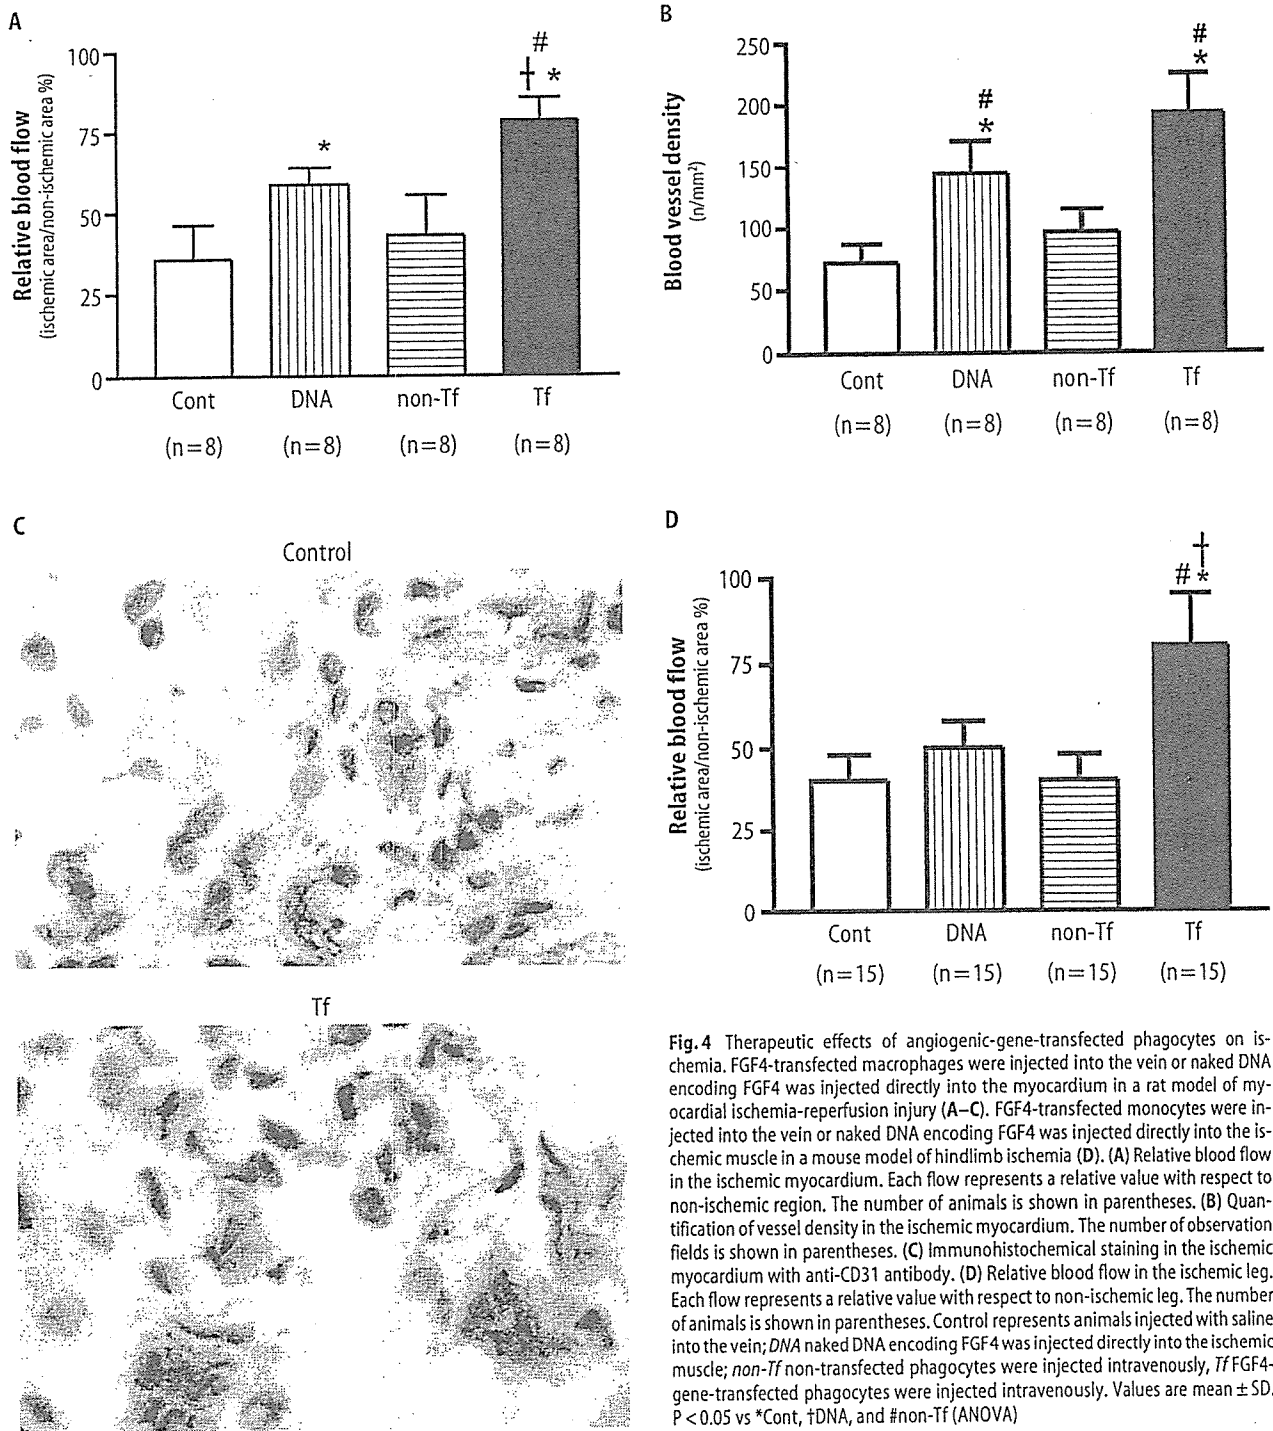 A
Relative blood flow
(ischemic area/non-ischemic area %)
100
75
50
25
0
*
#
† *
Cont
DNA
non-Tf
Tf
(n=8)
(n=8)
(n=8)
(n=8)
B
Blood vessel density
(n/mm²)
250
200
150
100
50
0
#
*
#
*
Cont
DNA
non-Tf
Tf
(n=8)
(n=8)
(n=8)
(n=8)
C
Control
Tf
D
Relative blood flow
(ischemic area/non-ischemic area %)
100
75
50
25
0
†
# *
Cont
DNA
non-Tf
Tf
(n=15)
(n=15)
(n=15)
(n=15)
Fig. 4 Therapeutic effects of angiogenic-gene-transfected phagocytes on is-
chemia. FGF4-transfected macrophages were injected into the vein or naked DNA
encoding FGF4 was injected directly into the myocardium in a rat model of my-
ocardial ischemia-reperfusion injury (A–C). FGF4-transfected monocytes were in-
jected into the vein or naked DNA encoding FGF4 was injected directly into the is-
chemic muscle in a mouse model of hindlimb ischemia (D). (A) Relative blood flow
in the ischemic myocardium. Each flow represents a relative value with respect to
non-ischemic region. The number of animals is shown in parentheses. (B) Quan-
tification of vessel density in the ischemic myocardium. The number of observation
fields is shown in parentheses. (C) Immunohistochemical staining in the ischemic
myocardium with anti-CD31 antibody. (D) Relative blood flow in the ischemic leg.
Each flow represents a relative value with respect to non-ischemic leg. The number
of animals is shown in parentheses. Control represents animals injected with saline
into the vein; DNA naked DNA encoding FGF4 was injected directly into the ischemic
muscle; non-Tf non-transfected phagocytes were injected intravenously, Tf FGF4-
gene-transfected phagocytes were injected intravenously. Values are mean ± SD.
P < 0.05 vs *Cont, †DNA, and #non-Tf (ANOVA)